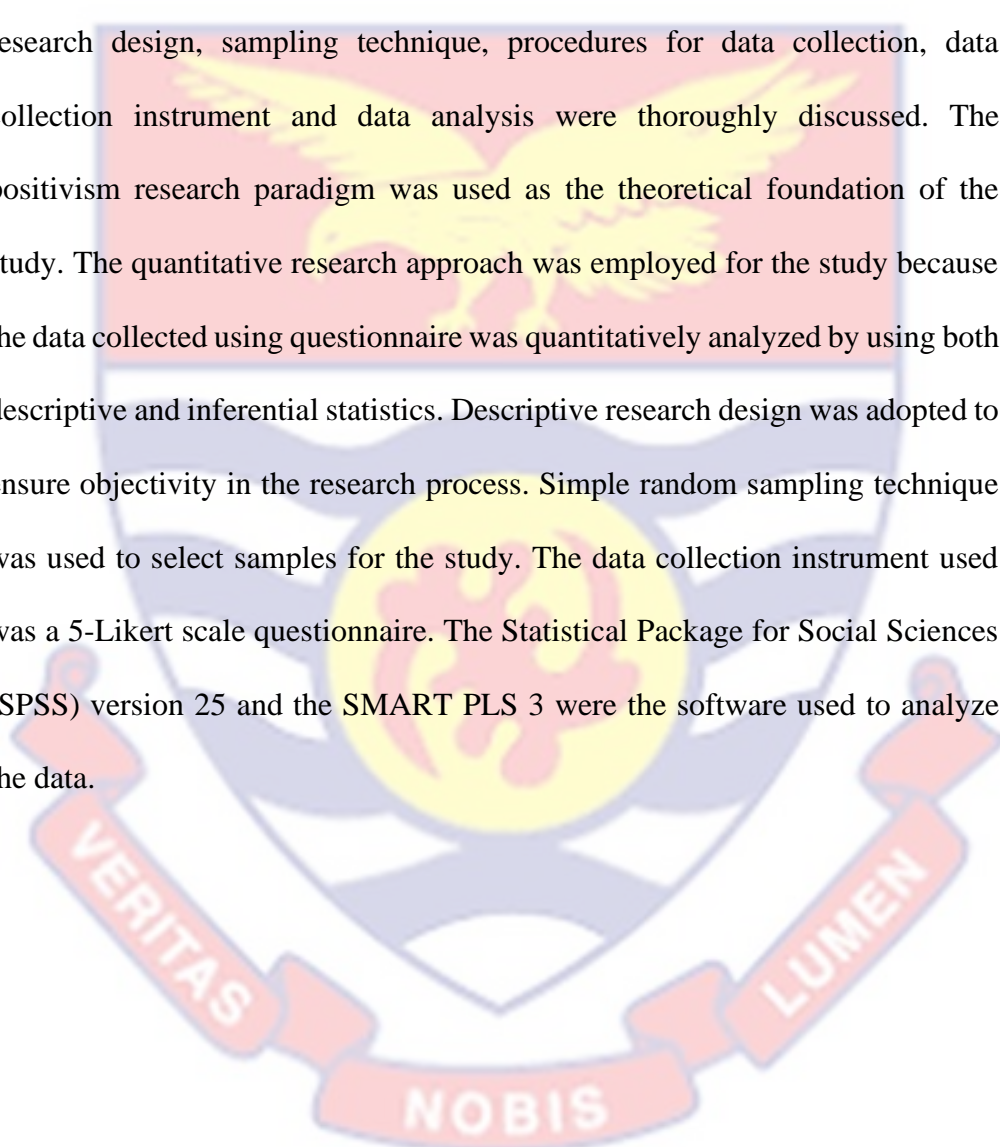 esearch design, sampling technique, procedures for data collection, data
ollection instrument and data analysis were thoroughly discussed. The
ositivism research paradigm was used as the theoretical foundation of the
tudy. The quantitative research approach was employed for the study because
he data collected using questionnaire was quantitatively analyzed by using both
escriptive and inferential statistics. Descriptive research design was adopted to
nsure objectivity in the research process. Simple random sampling technique
was used to select samples for the study. The data collection instrument used
was a 5-Likert scale questionnaire. The Statistical Package for Social Sciences
SPSS) version 25 and the SMART PLS 3 were the software used to analyze
he data.
VERITAS
NOBIS
LUMEN